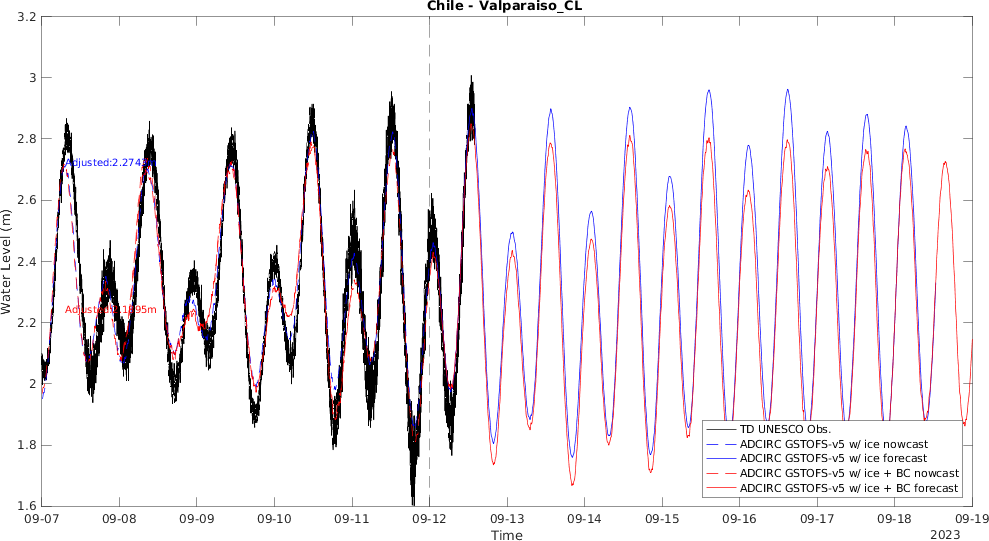 Chile - Valparaiso_CL
3.2
3
2.8
2.6
2.4
2.2
2
1.8
1.6
Water Level (m)
09-07
09-08
09-09
09-10
09-11
09-12
09-13
09-14
09-15
09-16
09-17
09-18
09-19
Time
2023
TD UNESCO Obs.
ADCIRC GSTOFS-v5 w/ ice nowcast
ADCIRC GSTOFS-v5 w/ ice forecast
ADCIRC GSTOFS-v5 w/ ice + BC nowcast
ADCIRC GSTOFS-v5 w/ ice + BC forecast